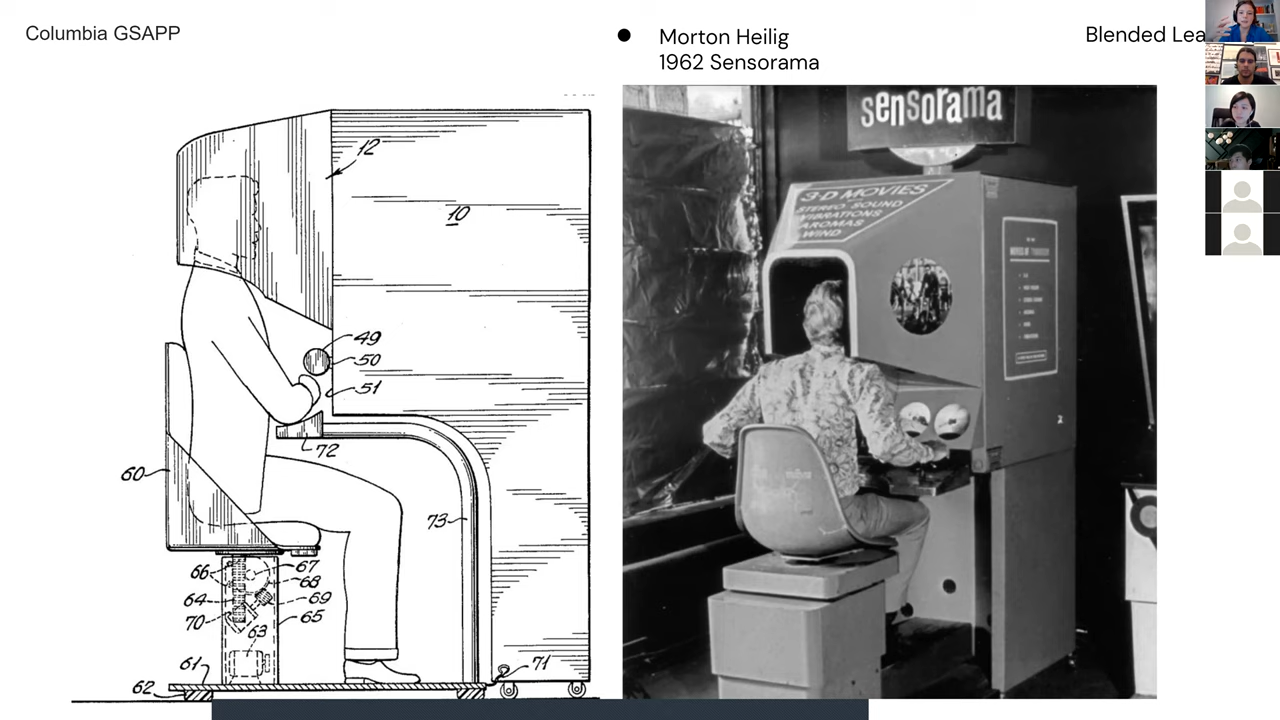 Columbia GSAPP
Morton Heilig
1962 Sensorama
Blended Lea
12
10
49
50
51
72
60
73
66
67
68
64
69
70
65
63
61
62
71
sensorama
3-D MOVIES
STEREO SOUND
VIBRATIONS
AROMAS
WIND